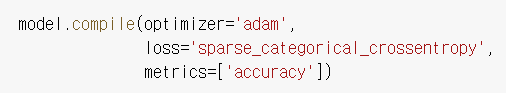 model.compile(optimizer='adam',
              loss='sparse_categorical_crossentropy',
              metrics=['accuracy'])